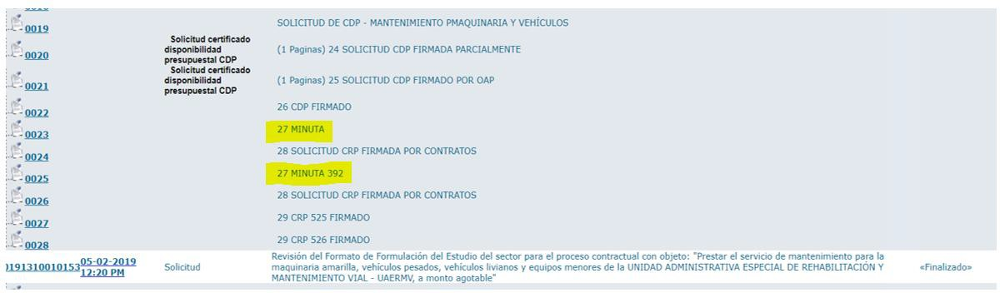 0019 SOLICITUD DE CDP - MANTENIMIENTO PMAQUINARIA Y VEHÍCULOS
Solicitud certificado
disponibilidad
presupuestal CDP
0020 (1 Paginas) 24 SOLICITUD CDP FIRMADA PARCIALMENTE
Solicitud certificado
disponibilidad
presupuestal CDP
0021 (1 Paginas) 25 SOLICITUD CDP FIRMADO POR OAP
0022 26 CDP FIRMADO
0023 27 MINUTA
0024 28 SOLICITUD CRP FIRMADA POR CONTRATOS
0025 27 MINUTA 392
0026 28 SOLICITUD CRP FIRMADA POR CONTRATOS
0027 29 CRP 525 FIRMADO
0028 29 CRP 526 FIRMADO
0191310010153 05-02-2019
12:20 PM
Solicitud
Revisión del Formato de Formulación del Estudio del sector para el proceso contractual con objeto: "Prestar el servicio de mantenimiento para la
maquinaria amarilla, vehículos pesados, vehículos livianos y equipos menores de la UNIDAD ADMINISTRATIVA ESPECIAL DE REHABILITACIÓN Y
MANTENIMIENTO VIAL - UAERMV, a monto agotable"
«Finalizado»